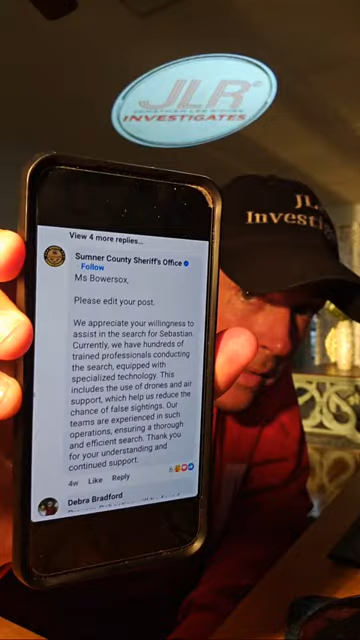 JLR®
INVESTIGATES
JL
Investig
View 4 more replies...
Sumner County Sheriff's Office
· Follow
Ms Bowersox,
Please edit your post.
We appreciate your willingness to
assist in the search for Sebastian.
Currently, we have hundreds of
trained professionals conducting
the search, equipped with
specialized technology. This
includes the use of drones and air
support, which help us reduce the
chance of false sightings. Our
teams are experienced in such
operations, ensuring a thorough
and efficient search. Thank you
for your understanding and
continued support.
4w Like Reply
Debra Bradford